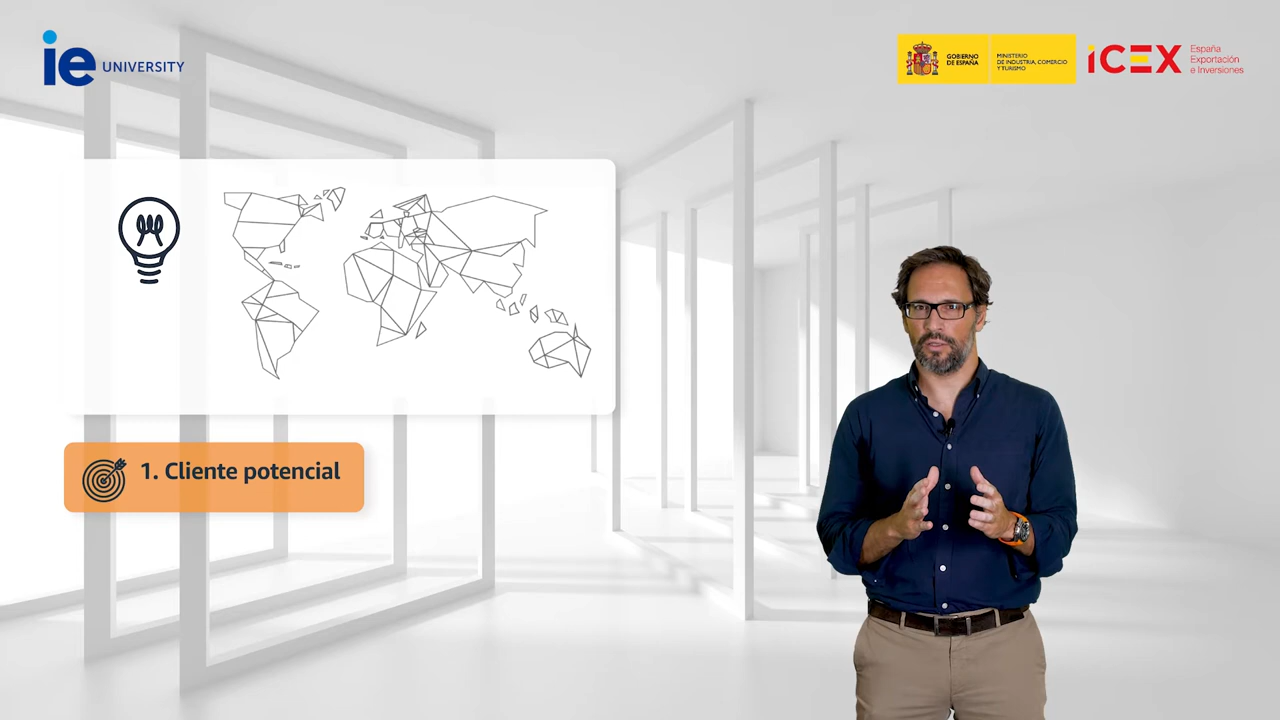 ie UNIVERSITY
GOBIERNO
DE ESPAÑA
MINISTERIO
DE INDUSTRIA, COMERCIO
Y TURISMO
ICEX
España
Exportación
e Inversiones
1. Cliente potencial